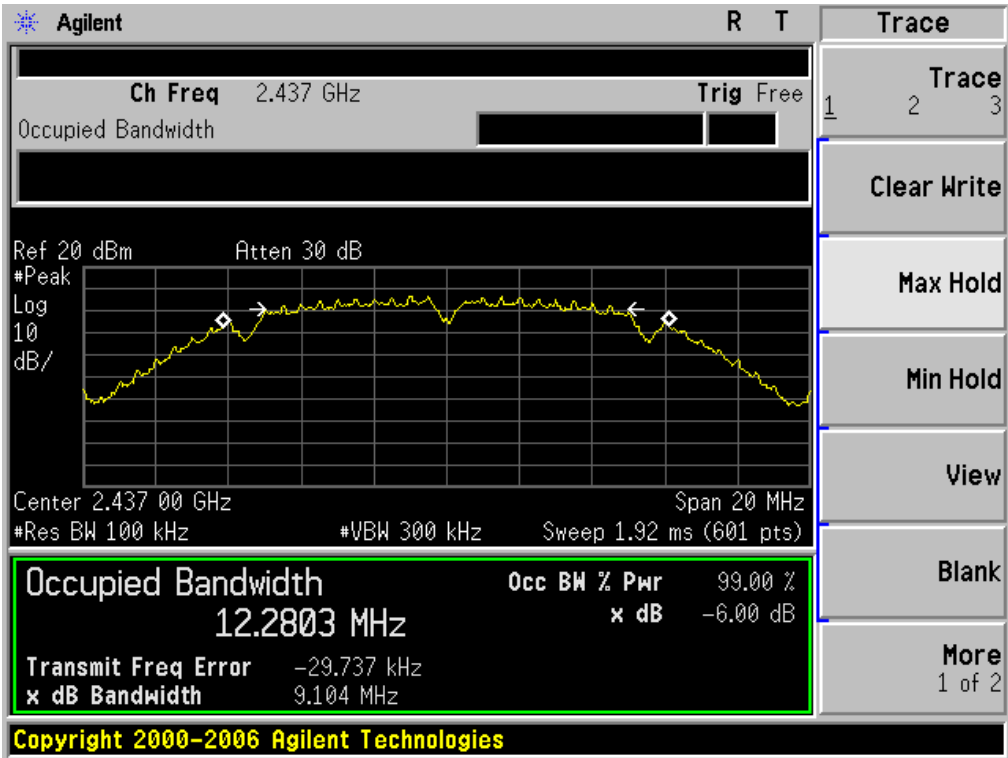 Agilent R T
Trace
Ch Freq 2.437 GHz Trig Free
Occupied Bandwidth
Trace
1 2 3
Clear Write
Ref 20 dBm Atten 30 dB
#Peak
Log
10
dB/
Max Hold
Min Hold
View
Center 2.437 00 GHz Span 20 MHz
#Res BW 100 kHz #VBW 300 kHz Sweep 1.92 ms (601 pts)
Blank
Occupied Bandwidth Occ BW % Pwr 99.00 %
12.2803 MHz x dB -6.00 dB
Transmit Freq Error -29.737 kHz
x dB Bandwidth 9.104 MHz
More
1 of 2
Copyright 2000-2006 Agilent Technologies